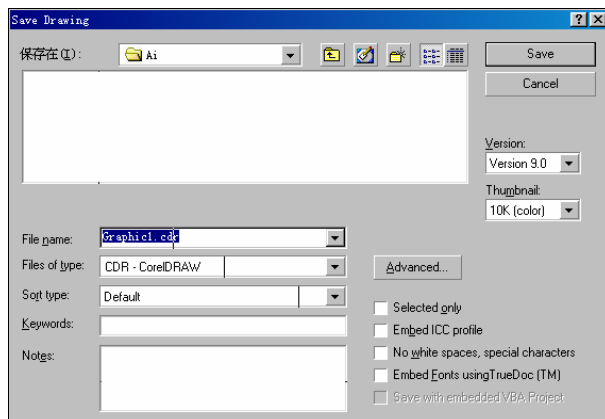 Save Drawing
保存在(I):
Ai
Save
Cancel
Version:
Version 9.0
Thumbnail:
10K (color)
File name:
Graphic1.cdr
Files of type:
CDR - CorelDRAW
Advanced...
Sort type:
Default
Selected only
Keywords:
Embed ICC profile
Notes:
No white spaces, special characters
Embed Fonts usingTrueDoc (TM)
Save with embedded VBA Project